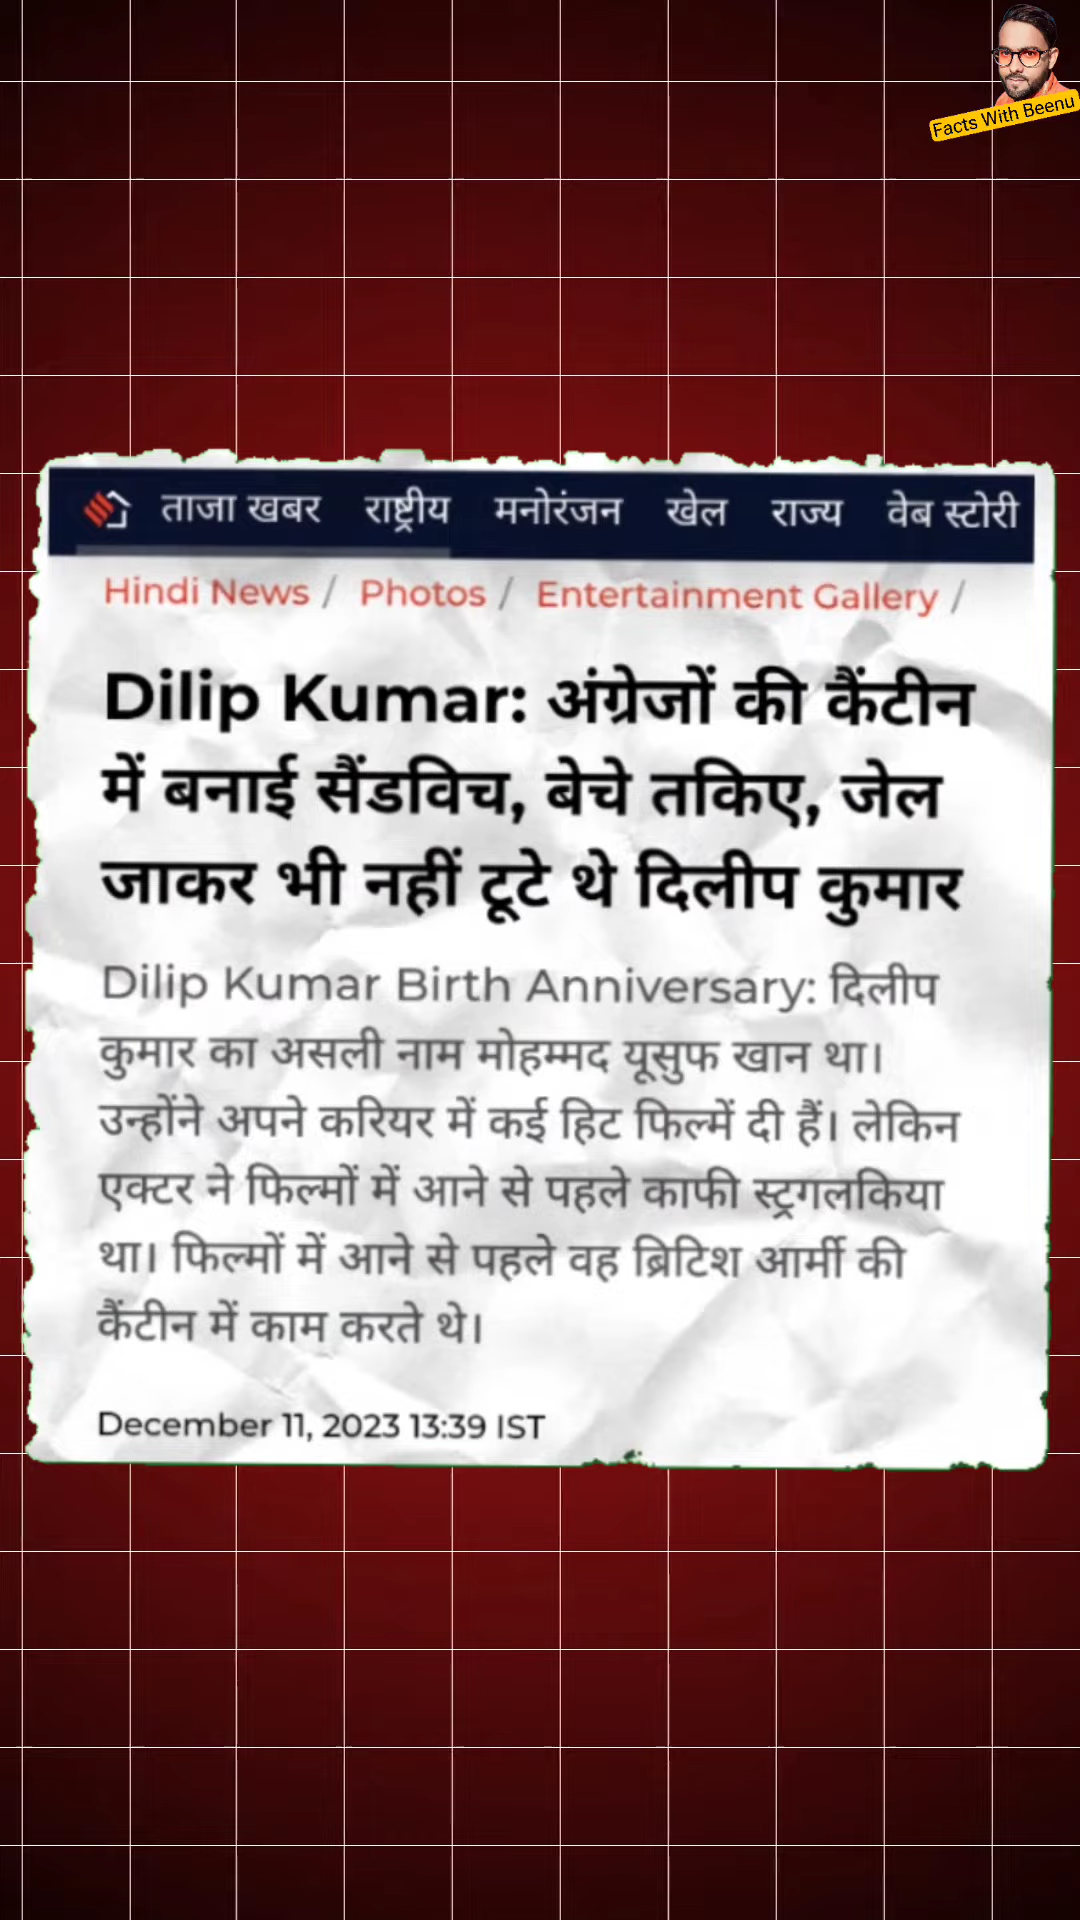 Facts With Beenu
ताजा खबर राष्ट्रीय मनोरंजन खेल राज्य वेब स्टोरी
Hindi News / Photos / Entertainment Gallery /
Dilip Kumar: अंग्रेजों की कैंटीन
में बनाई सैंडविच, बेचे तकिए, जेल
जाकर भी नहीं टूटे थे दिलीप कुमार
Dilip Kumar Birth Anniversary: दिलीप
कुमार का असली नाम मोहम्मद यूसुफ खान था।
उन्होंने अपने करियर में कई हिट फिल्में दी हैं। लेकिन
एक्टर ने फिल्मों में आने से पहले काफी स्ट्रगलकिया
था। फिल्मों में आने से पहले वह ब्रिटिश आर्मी की
कैंटीन में काम करते थे।
December 11, 2023 13:39 IST